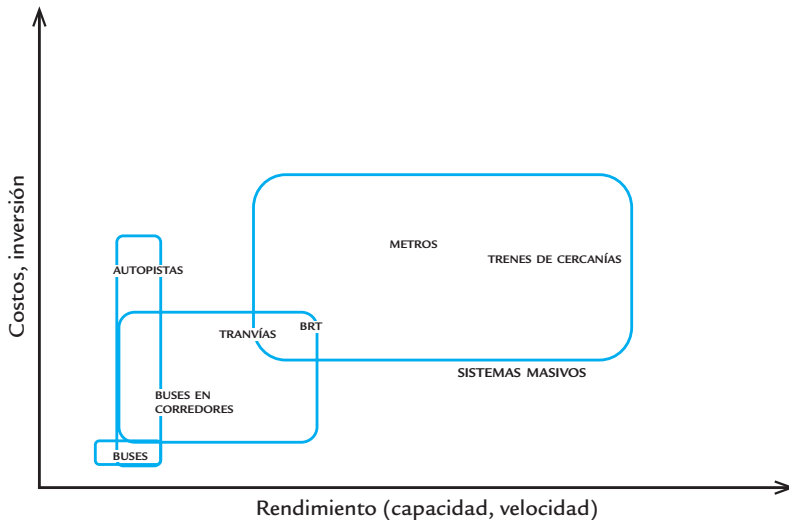 Costos, inversión
METROS
TRENES DE CERCANÍAS
AUTOPISTAS
TRANVÍAS
BRT
SISTEMAS MASIVOS
BUSES EN
CORREDORES
BUSES
Rendimiento (capacidad, velocidad)